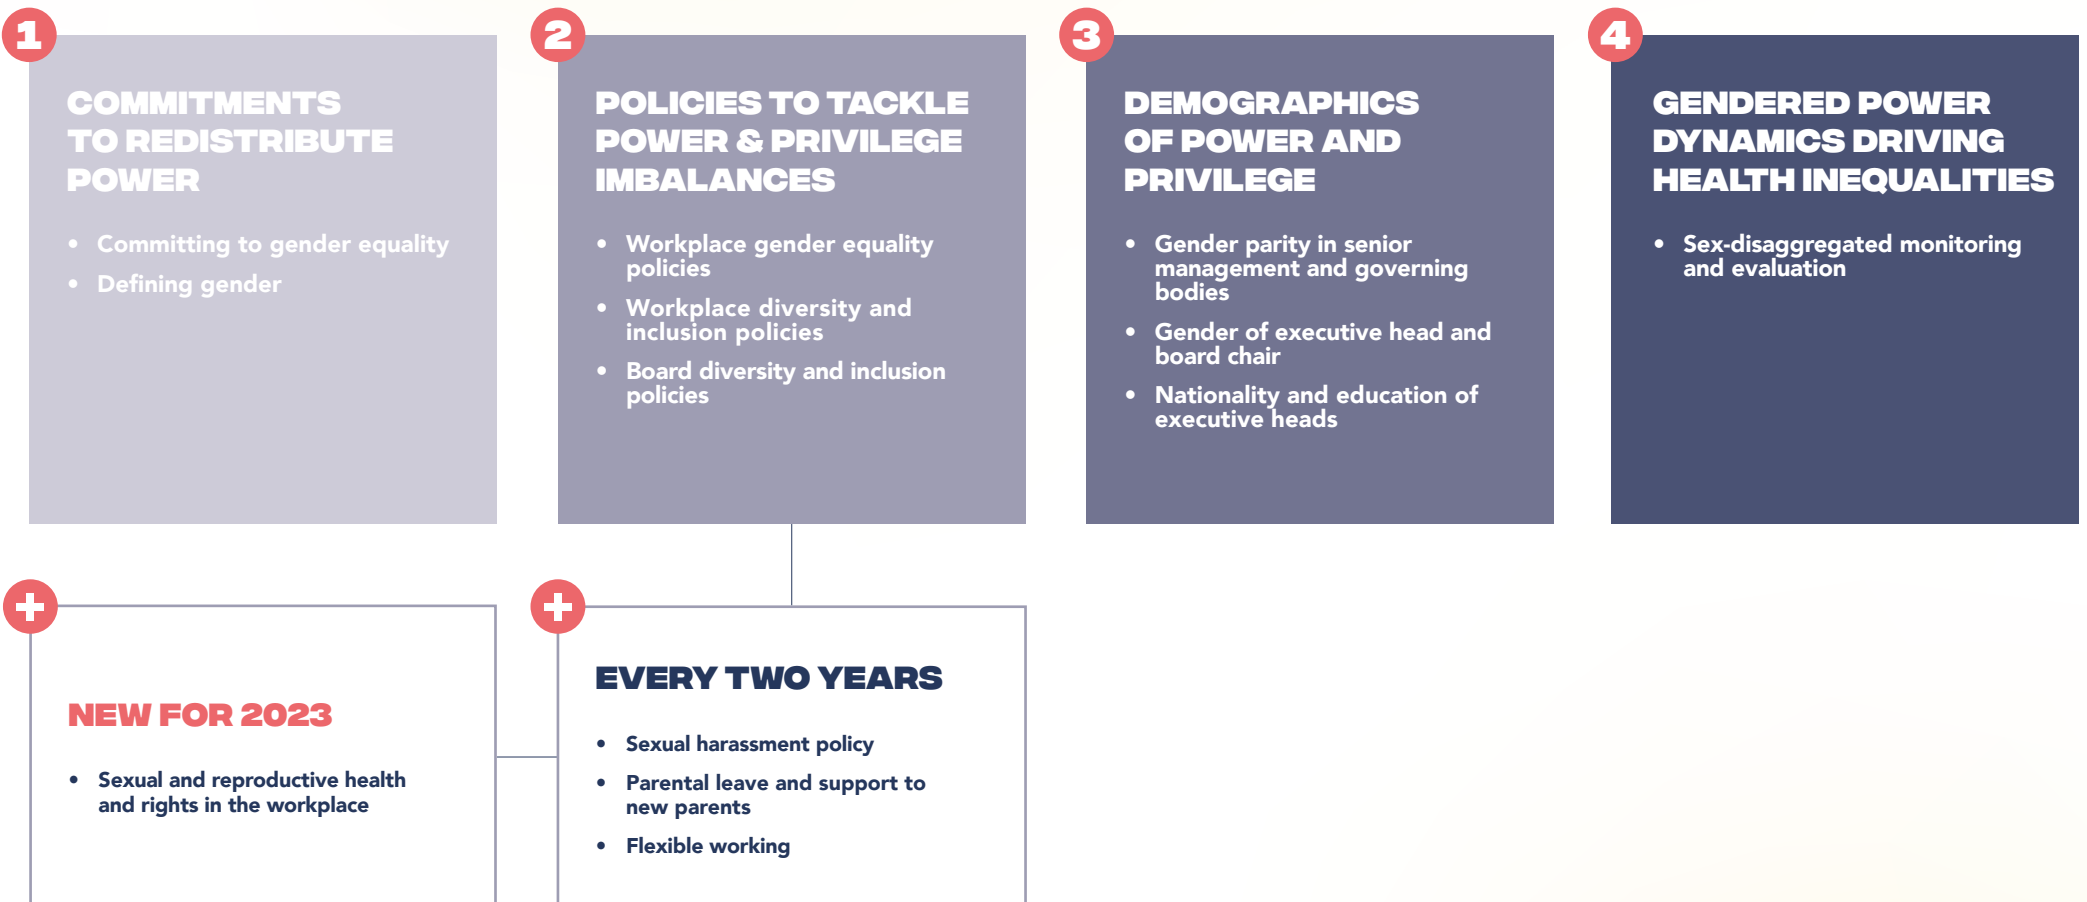 1
COMMITMENTS
TO REDISTRIBUTE
POWER
• Committing to gender equality
• Defining gender
2
POLICIES TO TACKLE
POWER & PRIVILEGE
IMBALANCES
• Workplace gender equality
policies
• Workplace diversity and
inclusion policies
• Board diversity and inclusion
policies
3
DEMOGRAPHICS
OF POWER AND
PRIVILEGE
• Gender parity in senior
management and governing
bodies
• Gender of executive head and
board chair
• Nationality and education of
executive heads
4
GENDERED POWER
DYNAMICS DRIVING
HEALTH INEQUALITIES
• Sex-disaggregated monitoring
and evaluation
+
NEW FOR 2023
• Sexual and reproductive health
and rights in the workplace
+
EVERY TWO YEARS
• Sexual harassment policy
• Parental leave and support to
new parents
• Flexible working